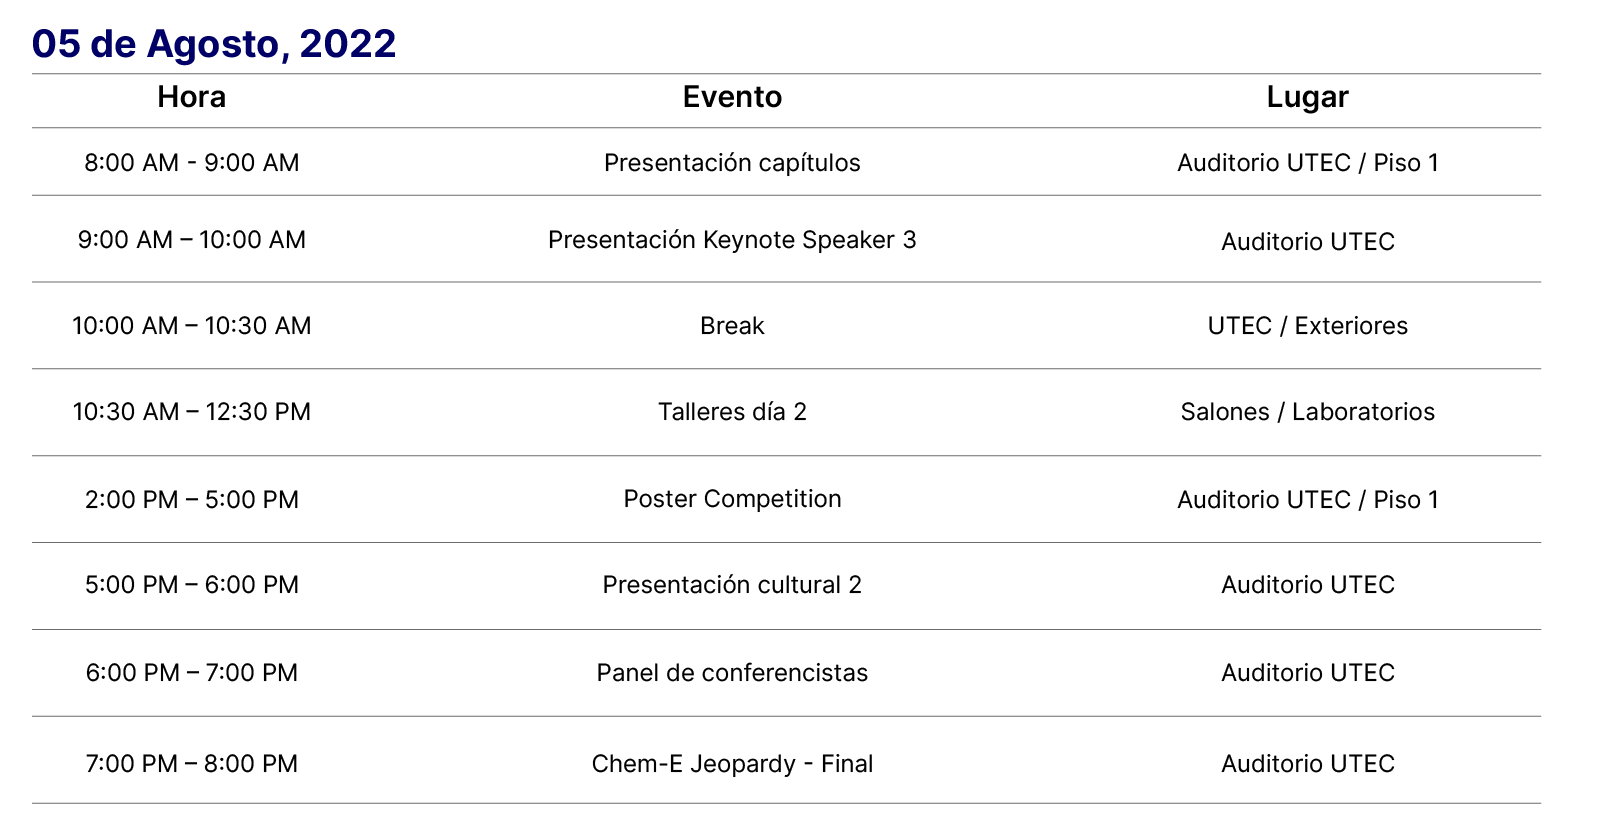 05 de Agosto, 2022
Hora Evento Lugar
8:00 AM - 9:00 AM Presentación capítulos Auditorio UTEC / Piso 1
9:00 AM – 10:00 AM Presentación Keynote Speaker 3 Auditorio UTEC
10:00 AM – 10:30 AM Break UTEC / Exteriores
10:30 AM – 12:30 PM Talleres día 2 Salones / Laboratorios
2:00 PM – 5:00 PM Poster Competition Auditorio UTEC / Piso 1
5:00 PM – 6:00 PM Presentación cultural 2 Auditorio UTEC
6:00 PM – 7:00 PM Panel de conferencistas Auditorio UTEC
7:00 PM – 8:00 PM Chem-E Jeopardy - Final Auditorio UTEC